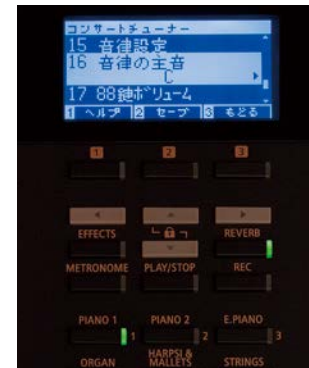 コンサートチューナー
15 音律設定
16 音律の主音
C
17 88鍵ボリューム
1 ヘルプ 2 セーブ 3 もどる
1 2 3
EFFECTS REVERB
METRONOME PLAY/STOP REC
PIANO 1 PIANO 2 E.PIANO
1 2 3
ORGAN HARPSI & MALLETS STRINGS